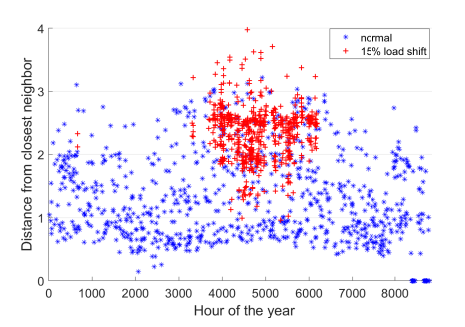 4
3
2
1
0
Distance from closest neighbor
normal
15% load shift
0 1000 2000 3000 4000 5000 6000 7000 8000
Hour of the year